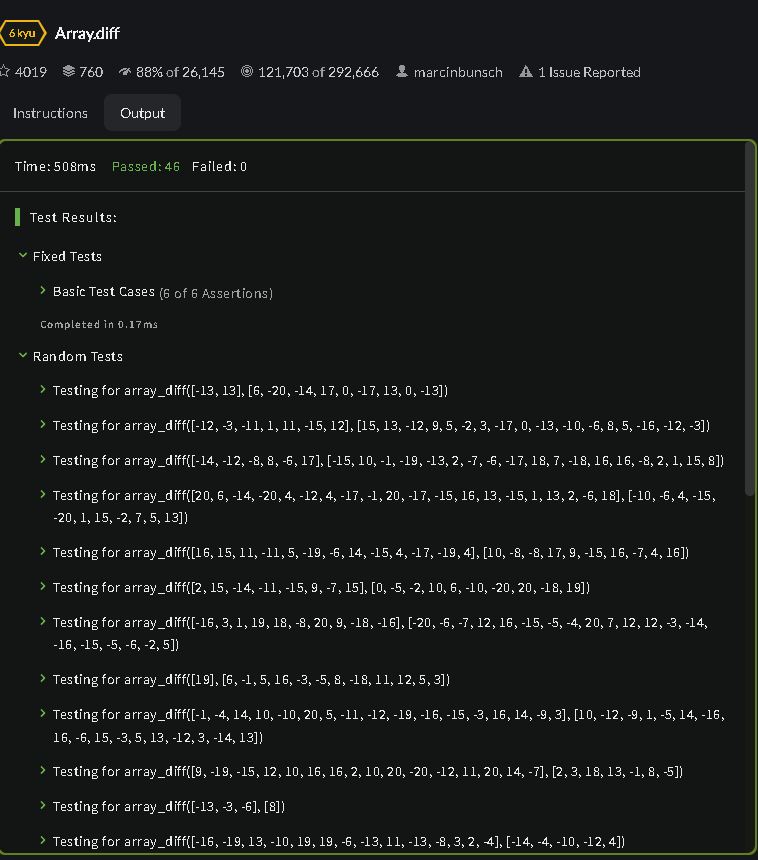 6 kyu Array.diff
4019 760 88% of 26,145 121,703 of 292,666 marcinbunsch 1 Issue Reported
Instructions Output
Time: 508ms Passed: 46 Failed: 0
Test Results:
Fixed Tests
Basic Test Cases (6 of 6 Assertions)
Completed in 0.17ms
Random Tests
Testing for array_diff([-13, 13], [6, -20, -14, 17, 0, -17, 13, 0, -13])
Testing for array_diff([-12, -3, -11, 1, 11, -15, 12], [15, 13, -12, 9, 5, -2, 3, -17, 0, -13, -10, -6, 8, 5, -16, -12, -3])
Testing for array_diff([-14, -12, -8, 8, -6, 17], [-15, 10, -1, -19, -13, 2, -7, -6, -17, 18, 7, -18, 16, 16, -8, 2, 1, 15, 8])
Testing for array_diff([20, 6, -14, -20, 4, -12, 4, -17, -1, 20, -17, -15, 16, 13, -15, 1, 13, 2, -6, 18], [-10, -6, 4, -15,
-20, 1, 15, -2, 7, 5, 13])
Testing for array_diff([16, 15, 11, -11, 5, -19, -6, 14, -15, 4, -17, -19, 4], [10, -8, -8, 17, 9, -15, 16, -7, 4, 16])
Testing for array_diff([2, 15, -14, -11, -15, 9, -7, 15], [0, -5, -2, 10, 6, -10, -20, 20, -18, 19])
Testing for array_diff([-16, 3, 1, 19, 18, -8, 20, 9, -18, -16], [-20, -6, -7, 12, 16, -15, -5, -4, 20, 7, 12, 12, -3, -14,
-16, -15, -5, -6, -2, 5])
Testing for array_diff([19], [6, -1, 5, 16, -3, -5, 8, -18, 11, 12, 5, 3])
Testing for array_diff([-1, -4, 14, 10, -10, 20, 5, -11, -12, -19, -16, -15, -3, 16, 14, -9, 3], [10, -12, -9, 1, -5, 14, -16,
16, -6, 15, -3, 5, 13, -12, 3, -14, 13])
Testing for array_diff([9, -19, -15, 12, 10, 16, 16, 2, 10, 20, -20, -12, 11, 20, 14, -7], [2, 3, 18, 13, -1, 8, -5])
Testing for array_diff([-13, -3, -6], [8])
Testing for array_diff([-16, -19, 13, -10, 19, 19, -6, -13, 11, -13, -8, 3, 2, -4], [-14, -4, -10, -12, 4])